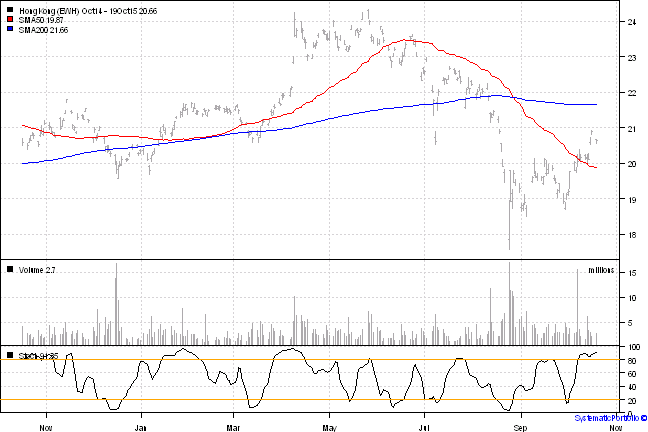 Hong Kong (EWH) Oct14 - 19Oct15 20.66
SMA50 19.87
SMA200 21.66
24
23
22
21
20
19
18
Volume 2.7
millions
15
10
5
100
80
60
40
20
0
Nov Jan Mar May Jul Sep Nov
SystematicPortfolio ©